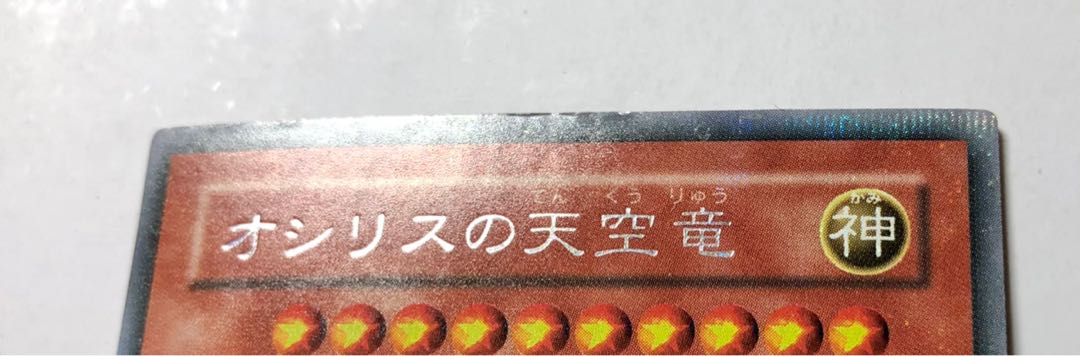 てんくうりゅう
かみ
オシリスの天空竜
神